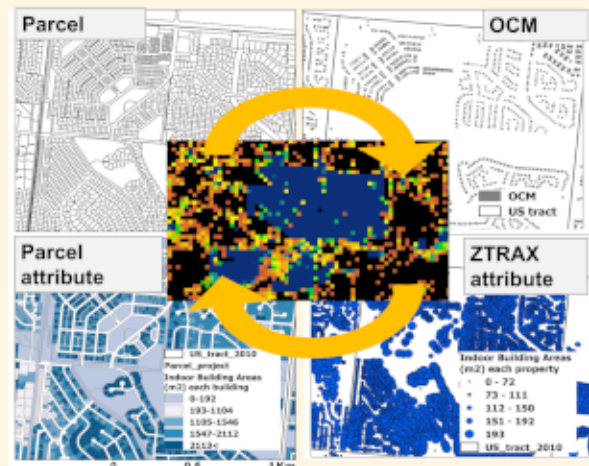 Parcel
OCM
OCM
US tract
Parcel
attribute
ZTRAX
attribute
US_tract_2010
Parcel_project
Indoor Building Areas
(m2) each building
0-192
193-1104
1105-1546
1547-2112
2113<
Indoor Building Areas
(m2) each property
0 - 72
73 - 111
112 - 150
151 - 192
193
US_tract_2010